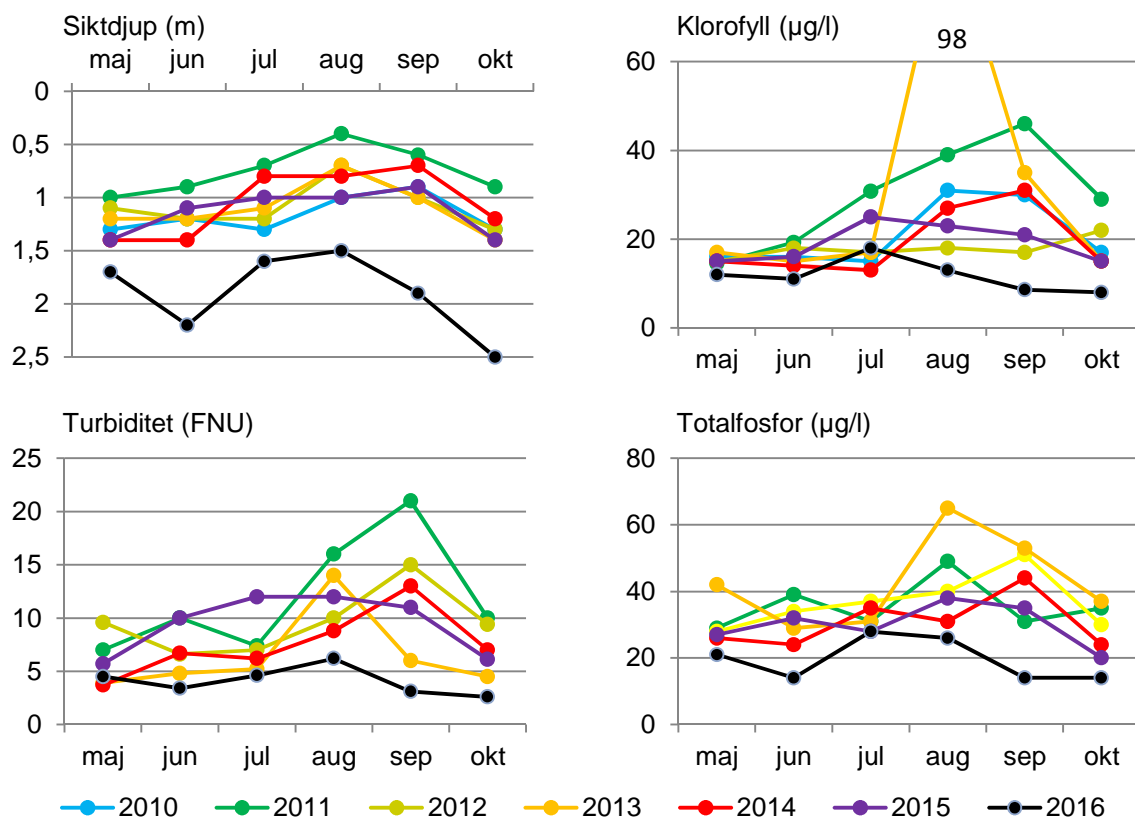 Siktdjup (m)
maj jun jul aug sep okt
0
0,5
1
1,5
2
2,5
Klorofyll (µg/l)
98
60
40
20
0
maj jun jul aug sep okt
Turbiditet (FNU)
25
20
15
10
5
0
maj jun jul aug sep okt
Totalfosfor (µg/l)
80
60
40
20
0
maj jun jul aug sep okt
2010 2011 2012 2013 2014 2015 2016